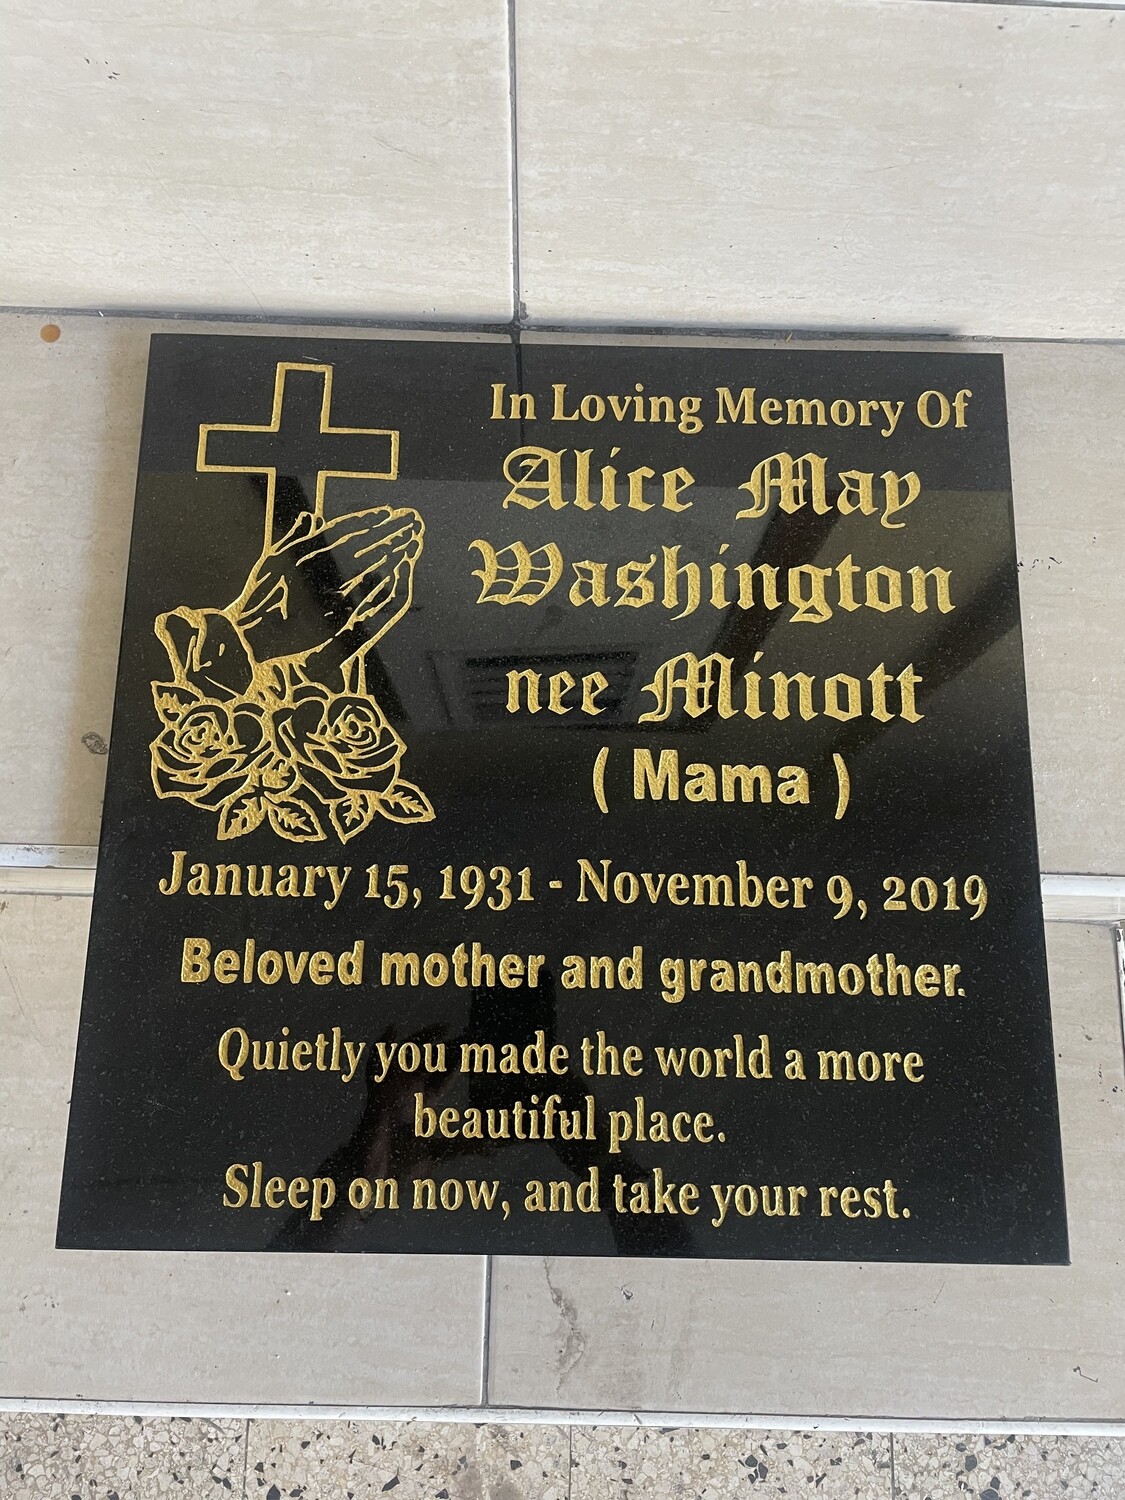 In Loving Memory Of
Alice May
Washington
nee Minott
( Mama )
January 15, 1931 - November 9, 2019
Beloved mother and grandmother.
Quietly you made the world a more
beautiful place.
Sleep on now, and take your rest.